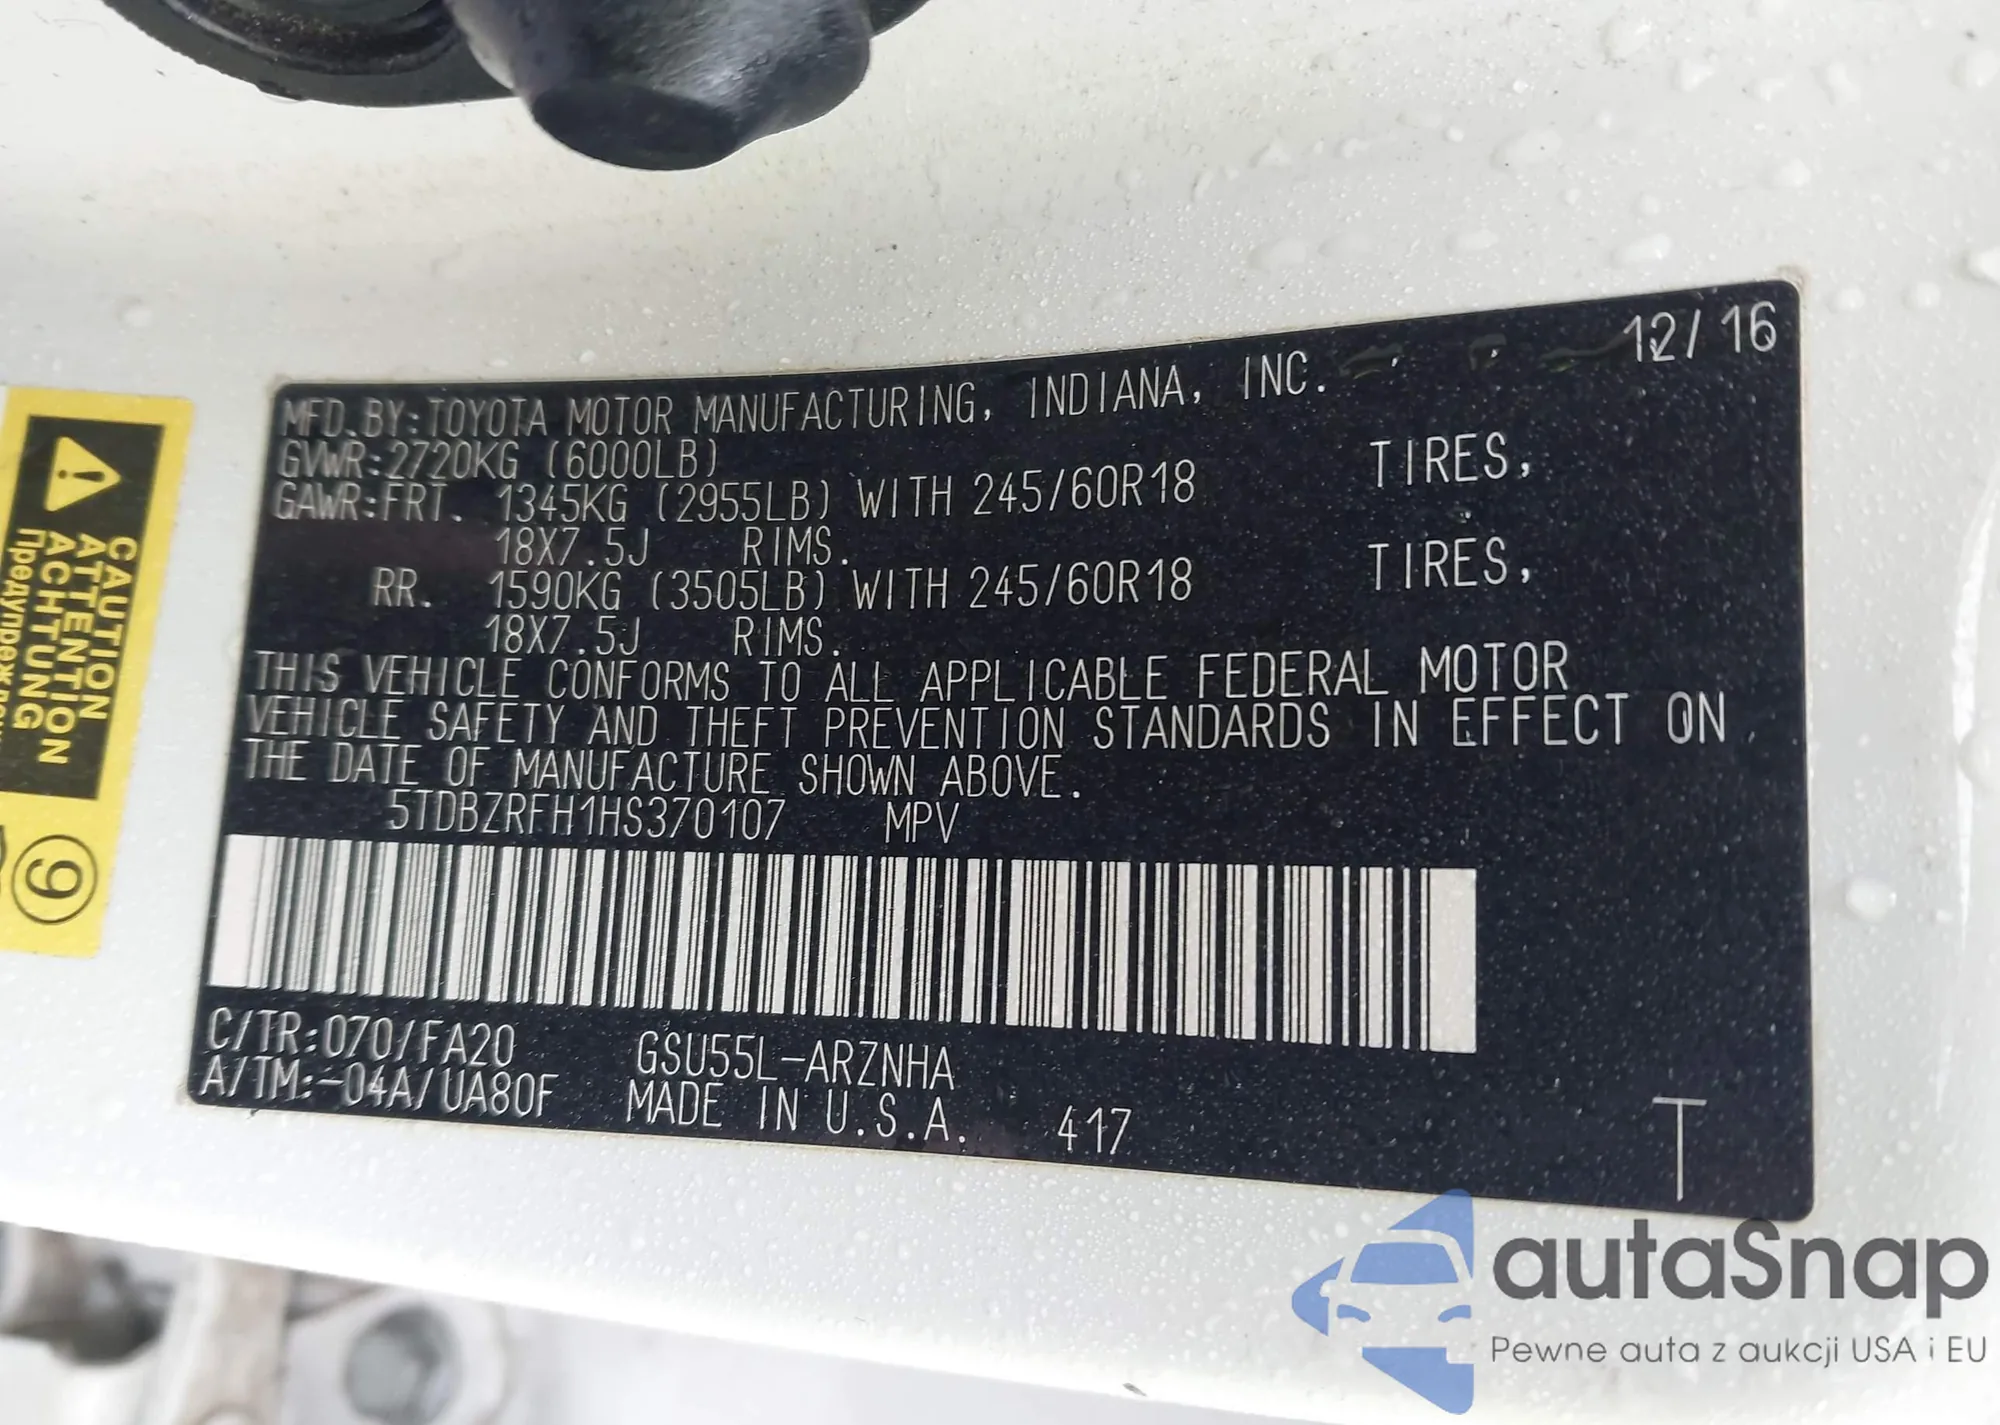 12/16
MFD.BY:TOYOTA MOTOR MANUFACTURING, INDIANA, INC.
GVWR:2720KG (6000LB)
GAWR:FRT. 1345KG (2955LB) WITH 245/60R18 TIRES,
18X7.5J RIMS.
RR. 1590KG (3505LB) WITH 245/60R18 TIRES,
18X7.5J RIMS.
THIS VEHICLE CONFORMS TO ALL APPLICABLE FEDERAL MOTOR
VEHICLE SAFETY AND THEFT PREVENTION STANDARDS IN EFFECT ON
THE DATE OF MANUFACTURE SHOWN ABOVE.
5TDBZRFH1HS370107 MPV
C/TR:070/FA20 GSU55L-ARZNHA
A/TM:-04A/UA80F MADE IN U.S.A. 417
T
CAUTION
ATTENTION
ACHTUNG
9
autaSnap
Pewne auta z aukcji USA i EU